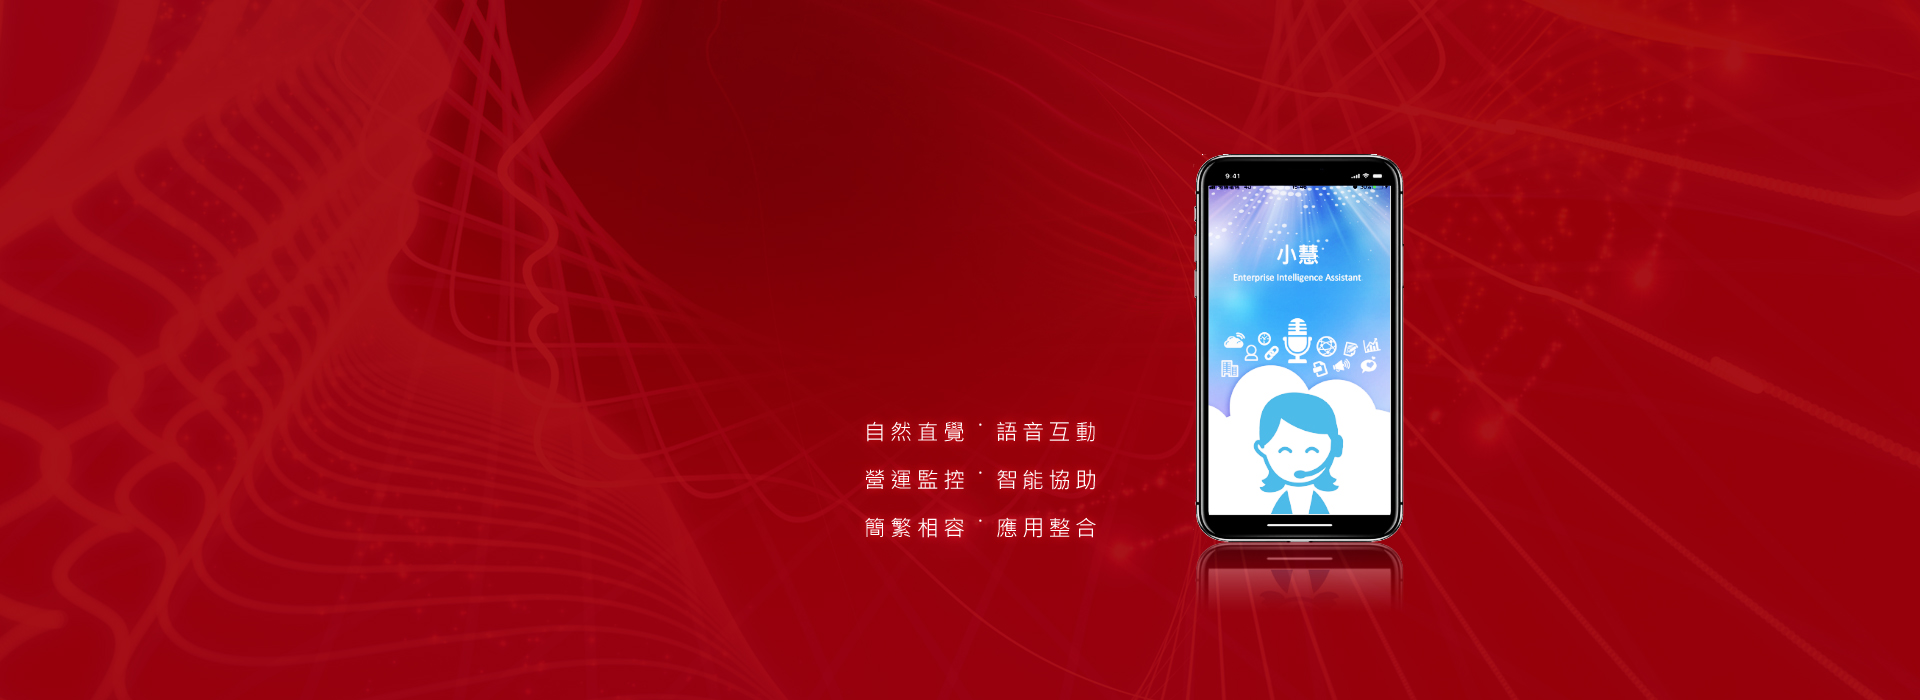 自然直覺˙語音互動
營運監控˙智能協助
簡繁相容˙應用整合
9:41
小慧
Enterprise Intelligence Assistant